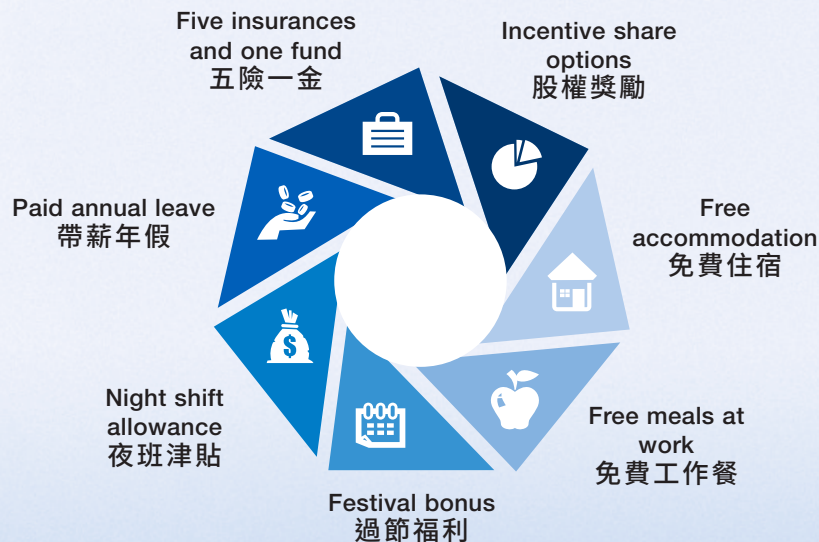 Five insurances
and one fund
五險一金
Incentive share
options
股權獎勵
Paid annual leave
帶薪年假
Free
accommodation
免費住宿
Night shift
allowance
夜班津貼
$
Free meals at
work
免費工作餐
Festival bonus
過節福利